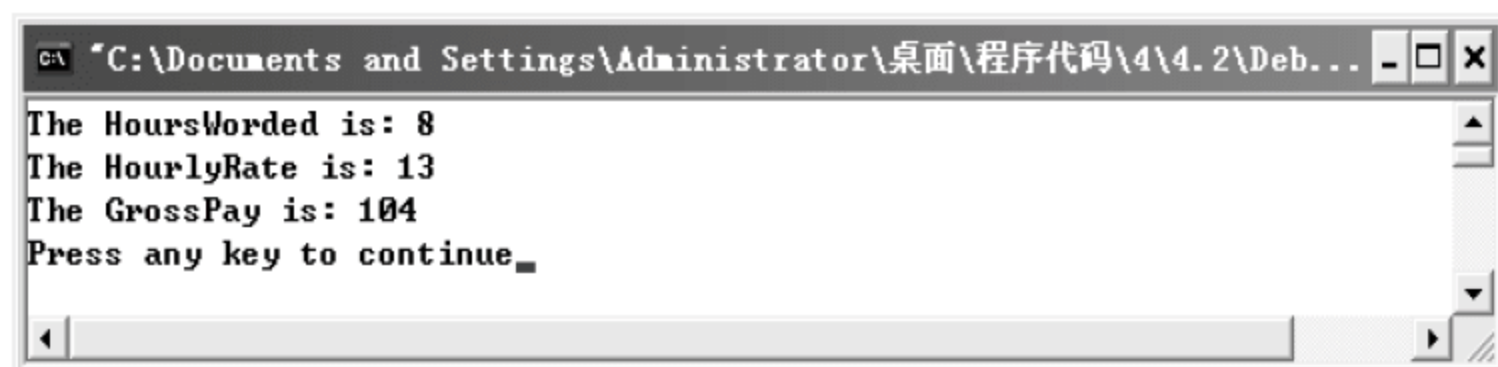 "C:\Documents and Settings\Administrator\桌面\程序代码\4\4.2\Deb...
The HoursWorded is: 8
The HourlyRate is: 13
The GrossPay is: 104
Press any key to continue_